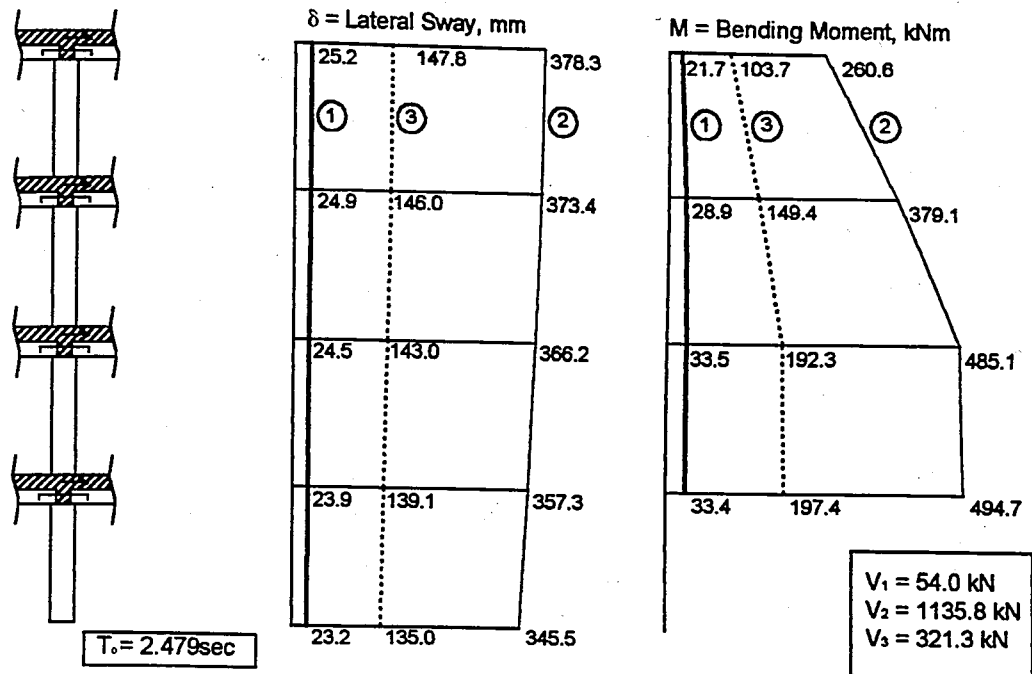 δ = Lateral Sway, mm
M = Bending Moment, kNm
25.2 147.8 378.3
21.7 103.7 260.6
1 3 2
1 3 2
24.9 146.0 373.4
28.9 149.4 379.1
24.5 143.0 366.2
33.5 192.3 485.1
23.9 139.1 357.3
33.4 197.4 494.7
V₁ = 54.0 kN
V₂ = 1135.8 kN
V₃ = 321.3 kN
23.2 135.0 345.5
T₀ = 2.479sec